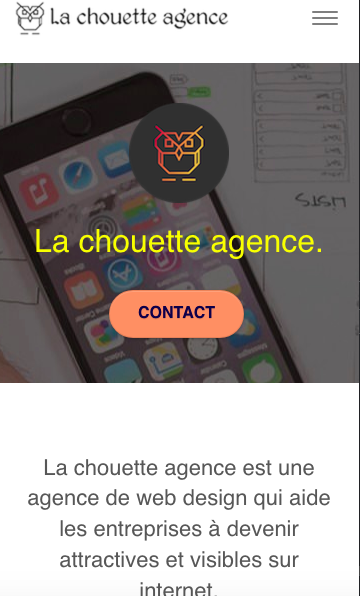 La chouette agence
La chouette agence.
CONTACT
La chouette agence est une
agence de web design qui aide
les entreprises à devenir
attractives et visibles sur
internet.